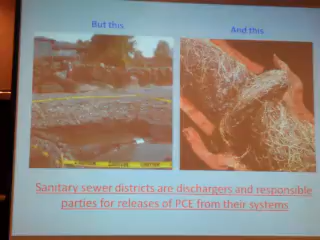 But this
And this
CAUTION
Sanitary sewer districts are dischargers and responsible
parties for releases of PCE from their systems